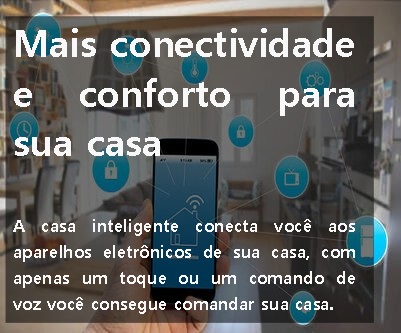 Mais conectividade
e conforto para
sua casa
A casa inteligente conecta você aos
aparelhos eletrônicos de sua casa, com
apenas um toque ou um comando de
voz você consegue comandar sua casa.